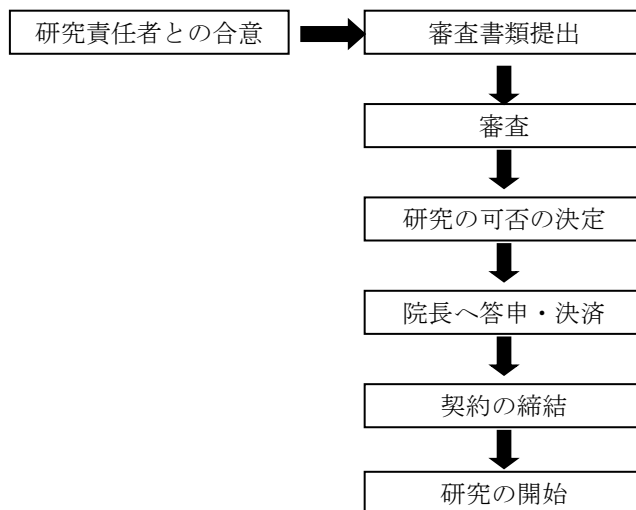 研究責任者との合意
審査書類提出
審査
研究の可否の決定
院長へ答申・決済
契約の締結
研究の開始